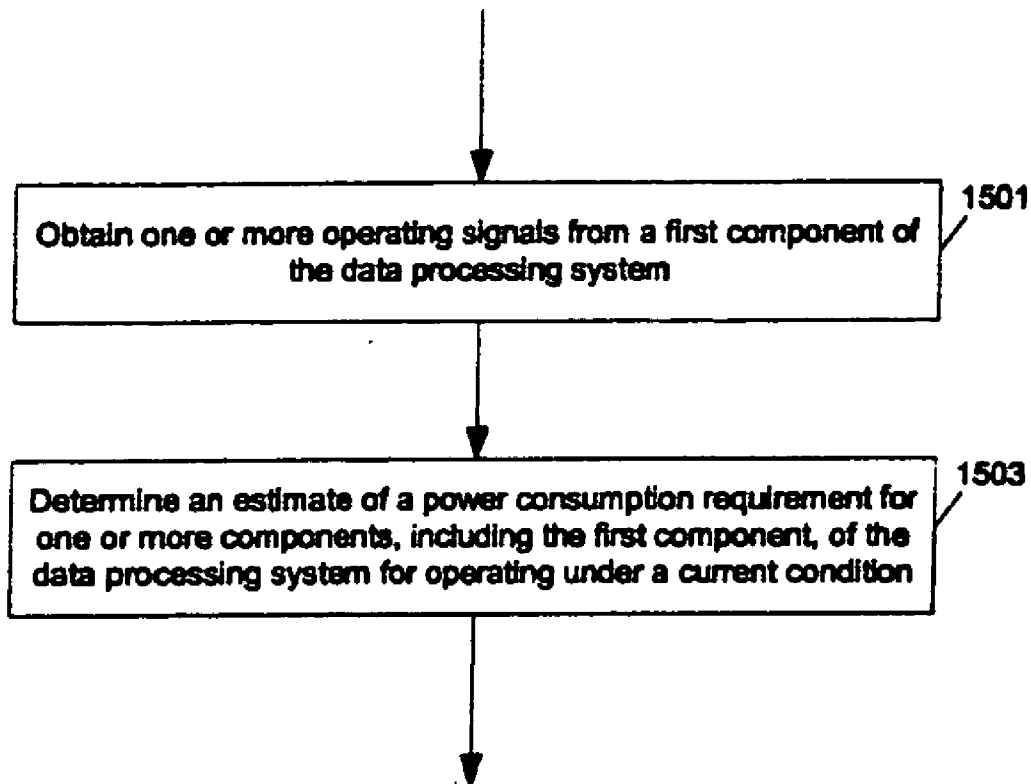 1501
Obtain one or more operating signals from a first component of
the data processing system
1503
Determine an estimate of a power consumption requirement for
one or more components, including the first component, of the
data processing system for operating under a current condition